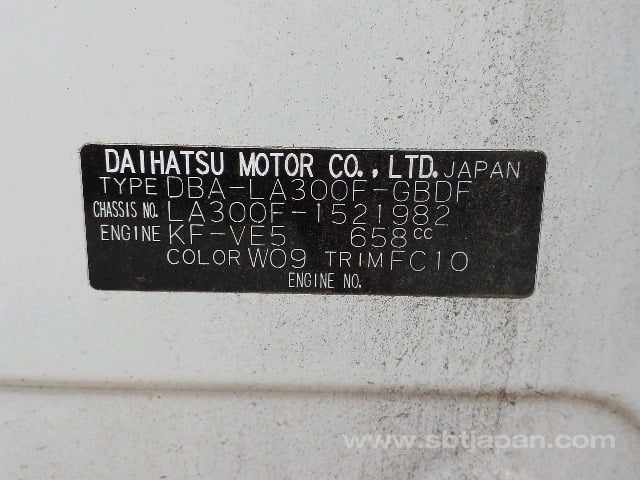 DAIHATSU MOTOR CO., LTD. JAPAN
TYPE DBA-LA300F-GBDF
CHASSIS NO. LA300F-1521982
ENGINE KF-VE5 658cc
COLOR W09 TRIM FC10
ENGINE NO.
www.sbtjapan.com